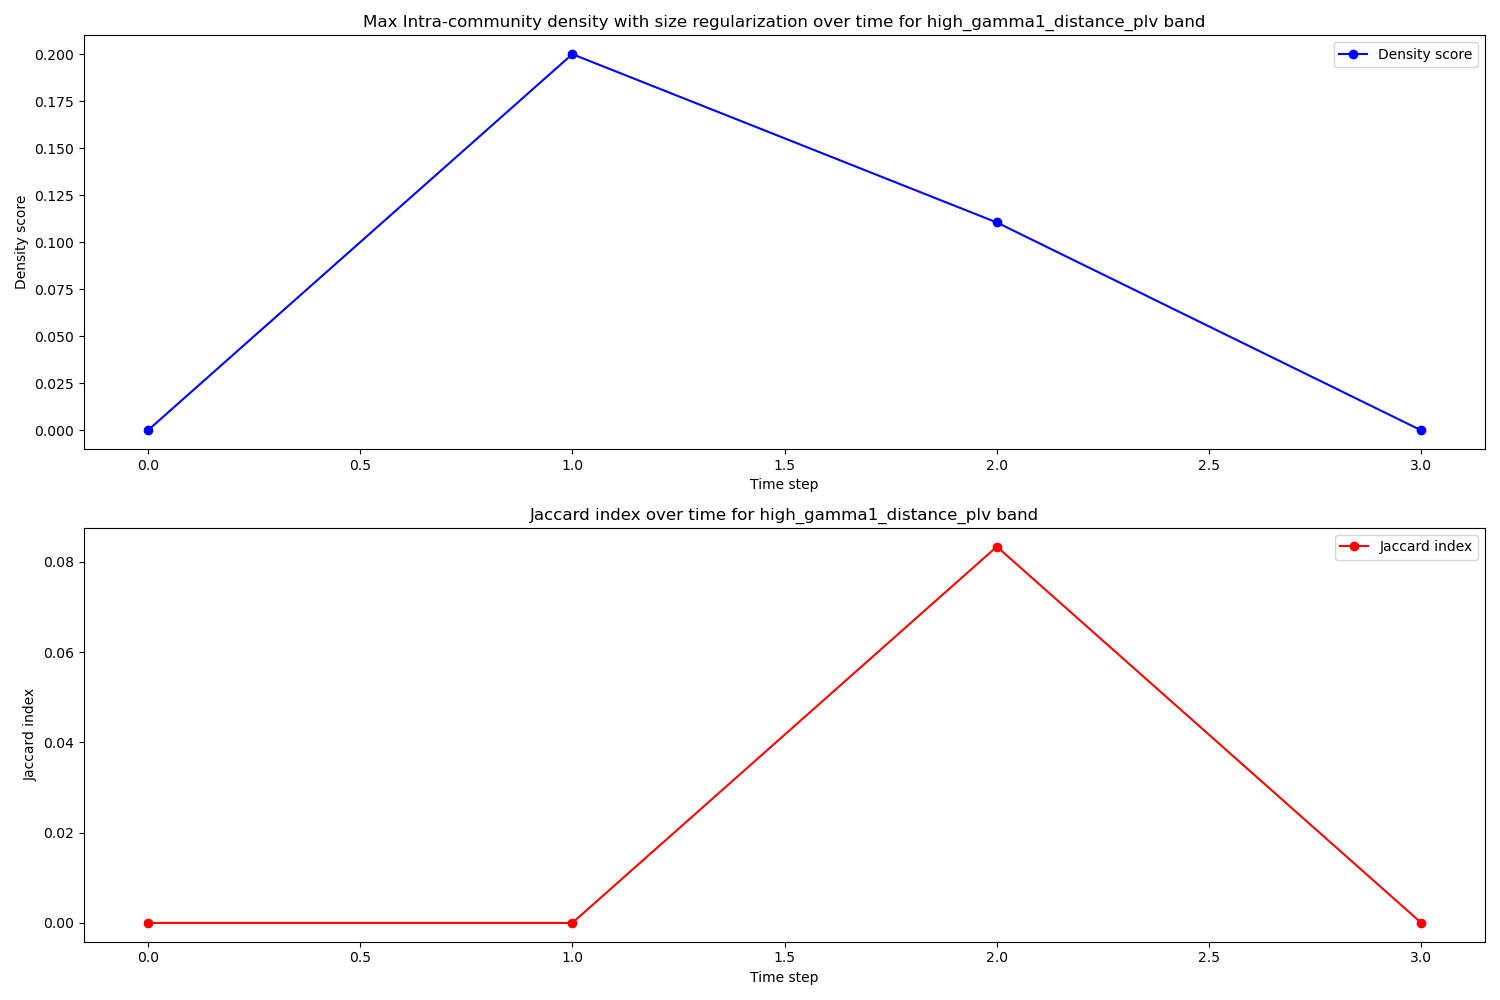 Max Intra-community density with size regularization over time for high_gamma1_distance_plv band
Density score
0.200
0.175
0.150
0.125
0.100
0.075
0.050
0.025
0.000
Density score
0.0 0.5 1.0 1.5 2.0 2.5 3.0
Time step
Jaccard index over time for high_gamma1_distance_plv band
Jaccard index
0.08
0.06
0.04
0.02
0.00
Jaccard index
0.0 0.5 1.0 1.5 2.0 2.5 3.0
Time step